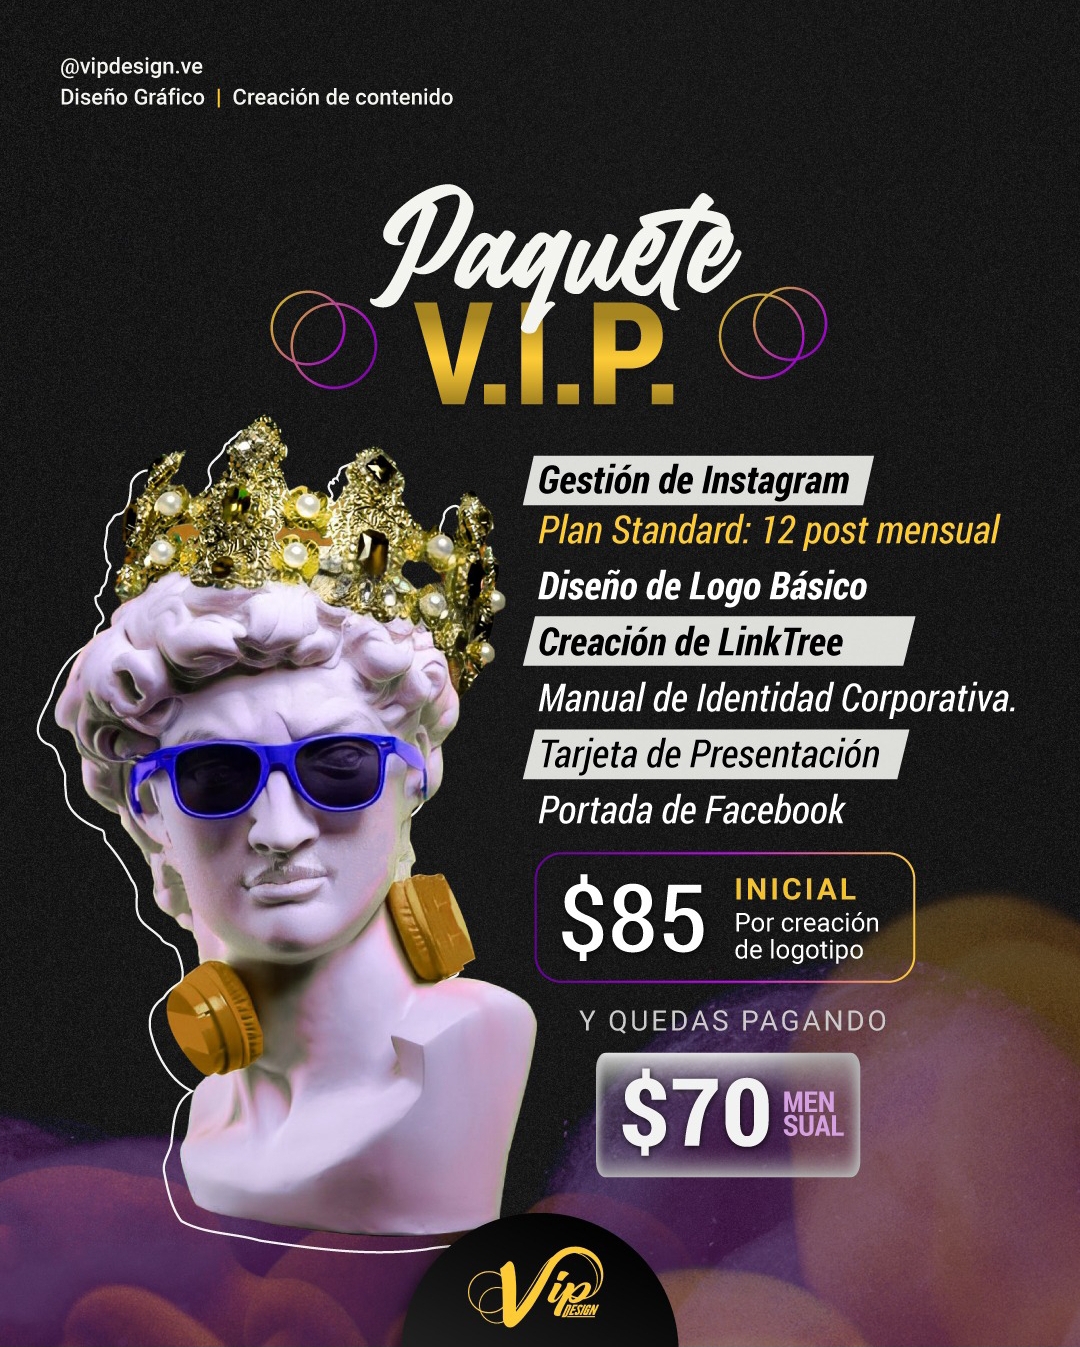 @vipdesign.ve
Diseño Gráfico | Creación de contenido
Paquete
V.I.P.
Gestión de Instagram
Plan Standard: 12 post mensual
Diseño de Logo Básico
Creación de LinkTree
Manual de Identidad Corporativa.
Tarjeta de Presentación
Portada de Facebook
$85
INICIAL
Por creación
de logotipo
Y QUEDAS PAGANDO
$70
MEN
SUAL
Vip
DESIGN